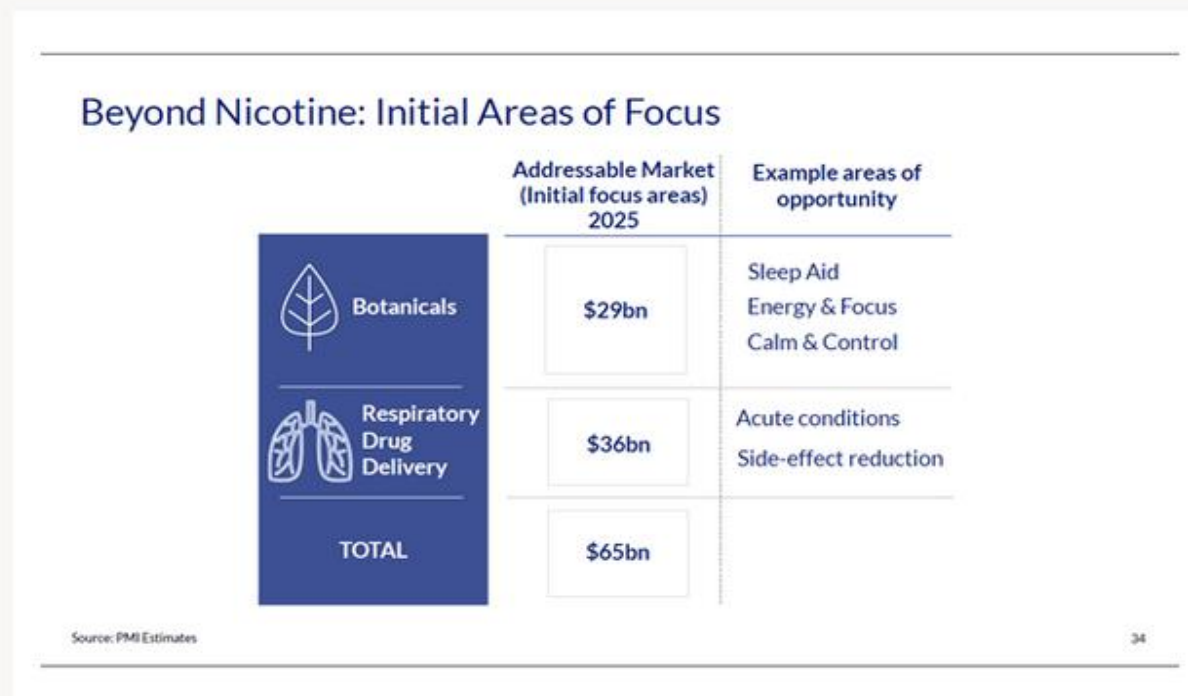 Beyond Nicotine: Initial Areas of Focus
Addressable Market
(Initial focus areas)
2025
Example areas of
opportunity
Botanicals
$29bn
Sleep Aid
Energy & Focus
Calm & Control
Respiratory
Drug
Delivery
$36bn
Acute conditions
Side-effect reduction
TOTAL
$65bn
Source: PMI Estimates
34